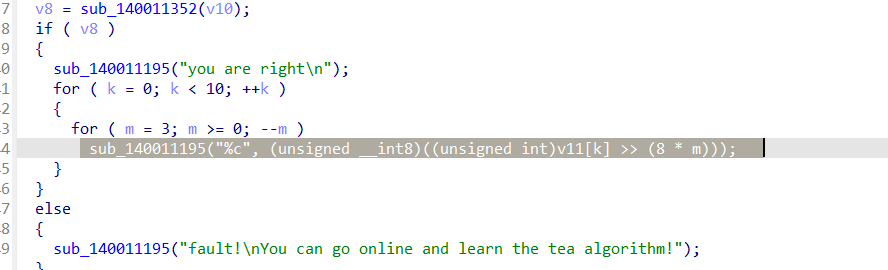 7 v8 = sub_140011352(v10);
8 if ( v8 )
9 {
0 sub_140011195("you are right\n");
1 for ( k = 0; k < 10; ++k )
2 {
3 for ( m = 3; m >= 0; --m )
4 sub_140011195("%c", (unsigned __int8)((unsigned int)v11[k] >> (8 * m)));
5 }
6 }
7 else
8 {
9 sub_140011195("fault!\nYou can go online and learn the tea algorithm!");
}